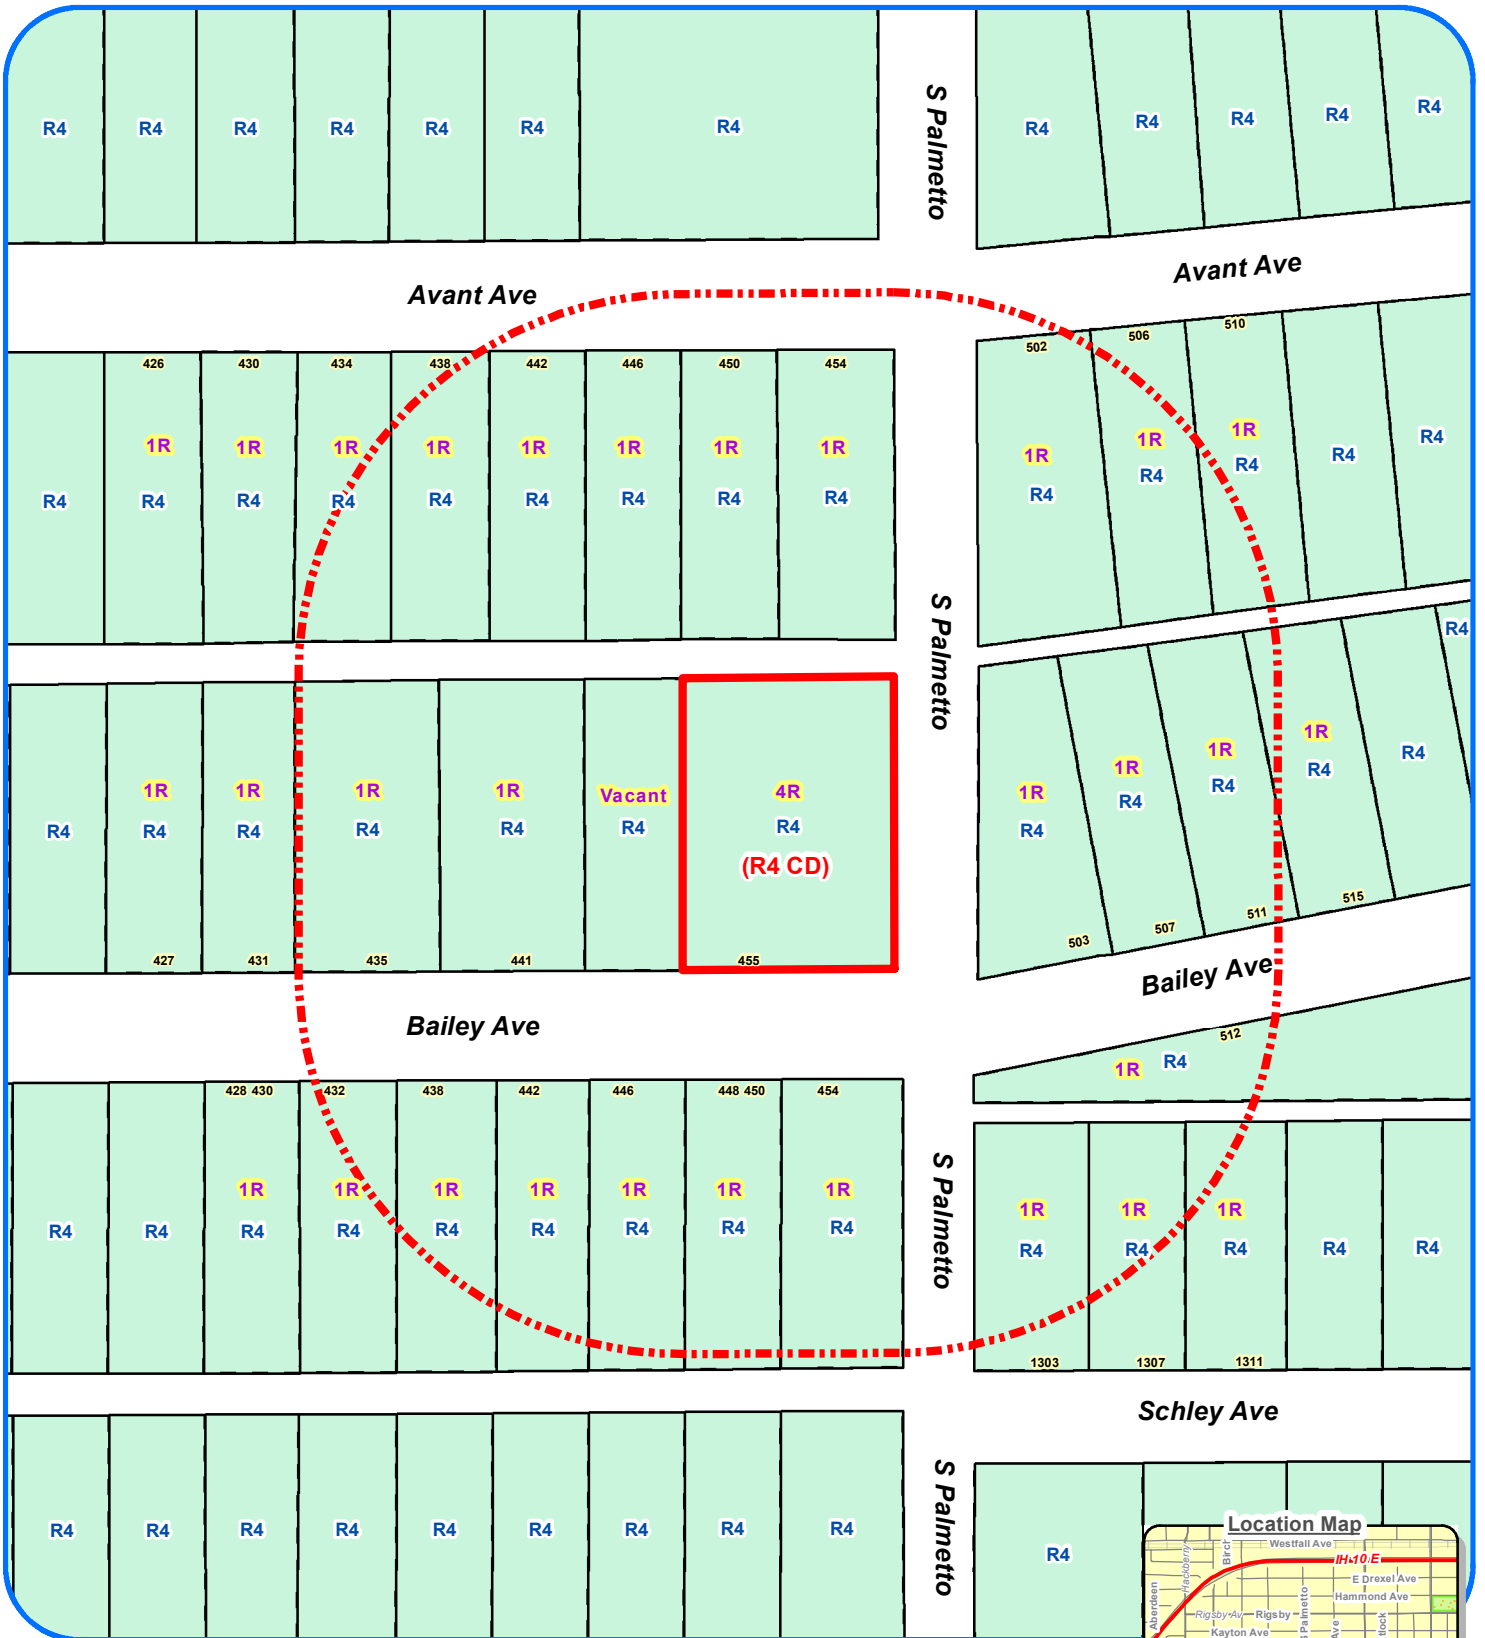 R4 R4 R4 R4 R4 R4 R4
S Palmetto
R4 R4 R4 R4 R4
Avant Ave
Avant Ave
426 430 434 438 442 446 450 454
502 506 510
1R 1R 1R 1R 1R 1R 1R 1R
1R 1R 1R
R4 R4 R4 R4 R4 R4 R4 R4 R4
R4 R4 R4 R4 R4
S Palmetto
R4
1R 1R 1R 1R Vacant 4R
1R 1R 1R 1R
R4 R4 R4 R4 R4 R4 R4
R4 R4 R4 R4 R4
(R4 CD)
427 431 435 441 455
503 507 511 515
Bailey Ave
Bailey Ave
512
1R R4
428 430 432 438 442 446 448 450 454
S Palmetto
1R 1R 1R 1R 1R 1R 1R
1R 1R 1R
R4 R4 R4 R4 R4 R4 R4 R4 R4
R4 R4 R4 R4 R4
1303 1307 1311
Schley Ave
S Palmetto
R4 R4 R4 R4 R4 R4 R4 R4 R4
R4
Location Map
Westfall Ave
Hackberry
Birch
IH 10 E
E Drexel Ave
Aberdeen
Hammond Ave
Rigsby Av
Rigsby
S Palmetto
Ave
Kayton Ave